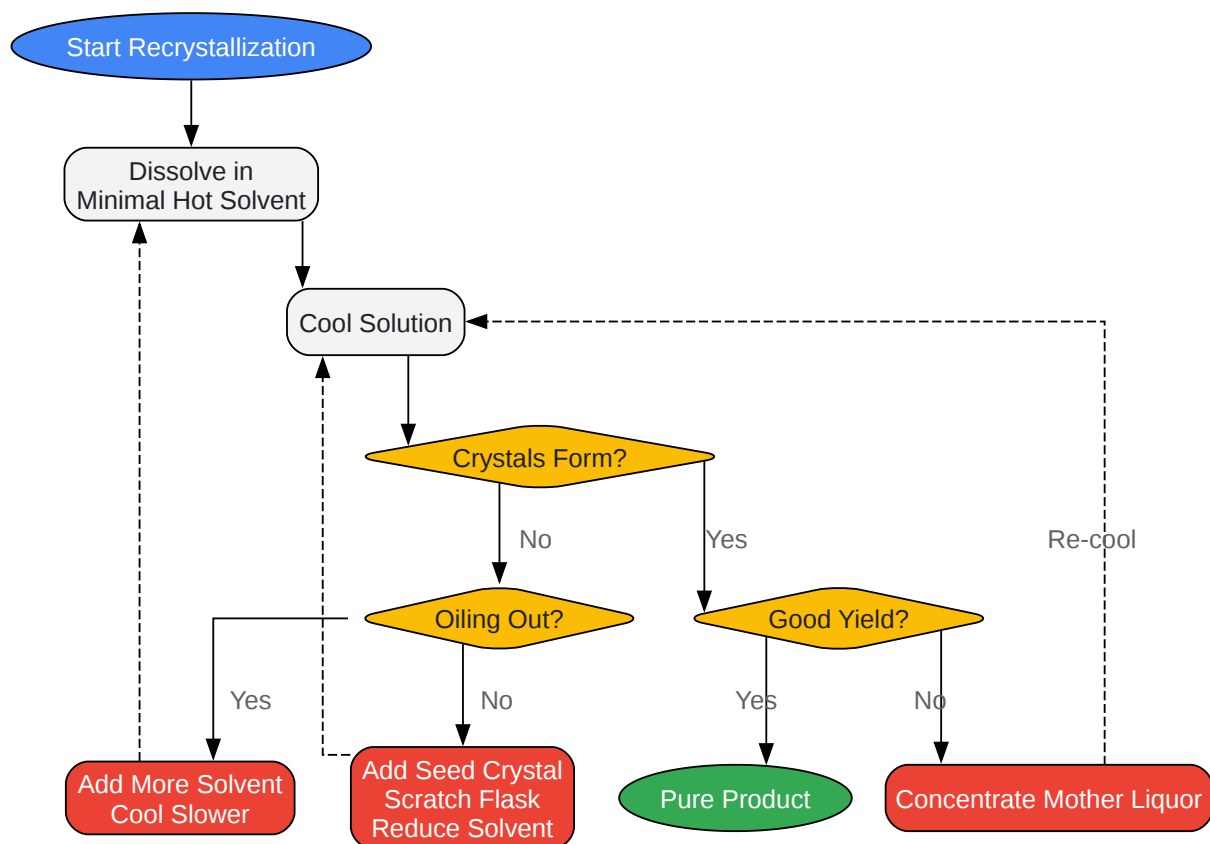 Start Recrystallization
Dissolve in
Minimal Hot Solvent
Cool Solution
Crystals Form?
No
Yes
Re-cool
Oiling Out?
Good Yield?
Yes
No
Yes
No
Add More Solvent
Cool Slower
Add Seed Crystal
Scratch Flask
Reduce Solvent
Pure Product
Concentrate Mother Liquor